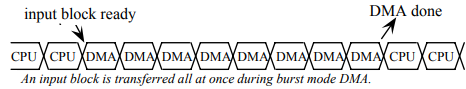 input block ready
DMA done
CPU CPU DMA DMA DMA DMA DMA DMA DMA DMA CPU CPU
An input block is transferred all at once during burst mode DMA.